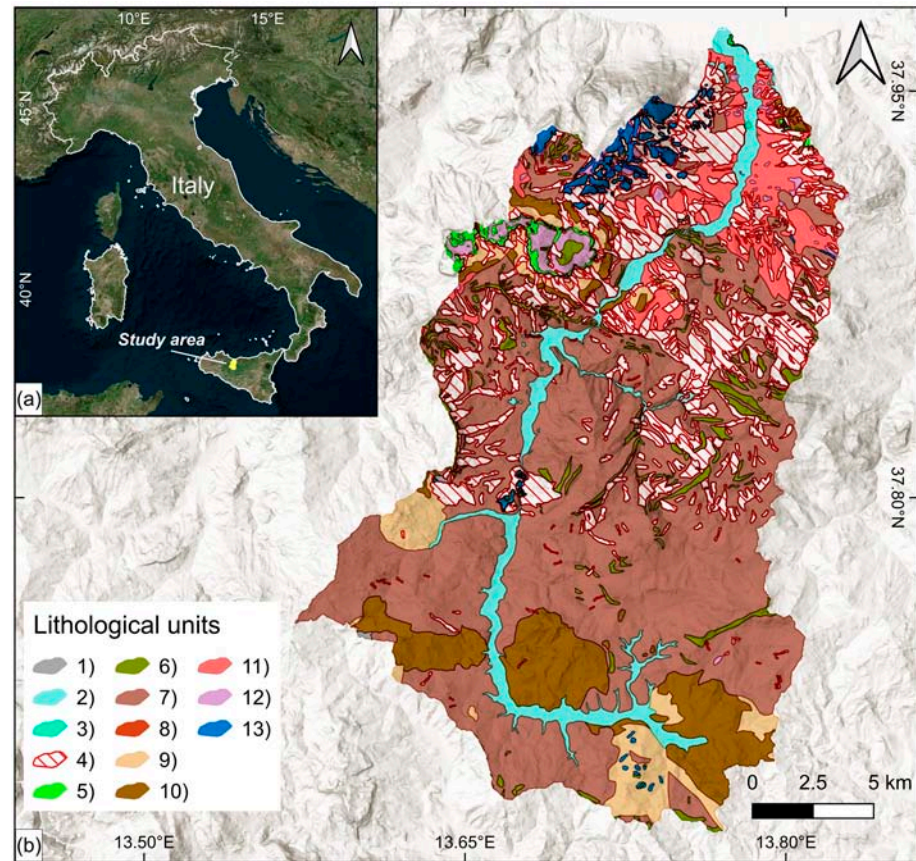 10°E
15°E
45°N
40°N
Italy
Study area
(a)
37.95°N
37.80°N
Lithological units
1) 6) 11)
2) 7) 12)
3) 8) 13)
4) 9)
5) 10)
0 2.5 5 km
(b)
13.50°E 13.65°E 13.80°E